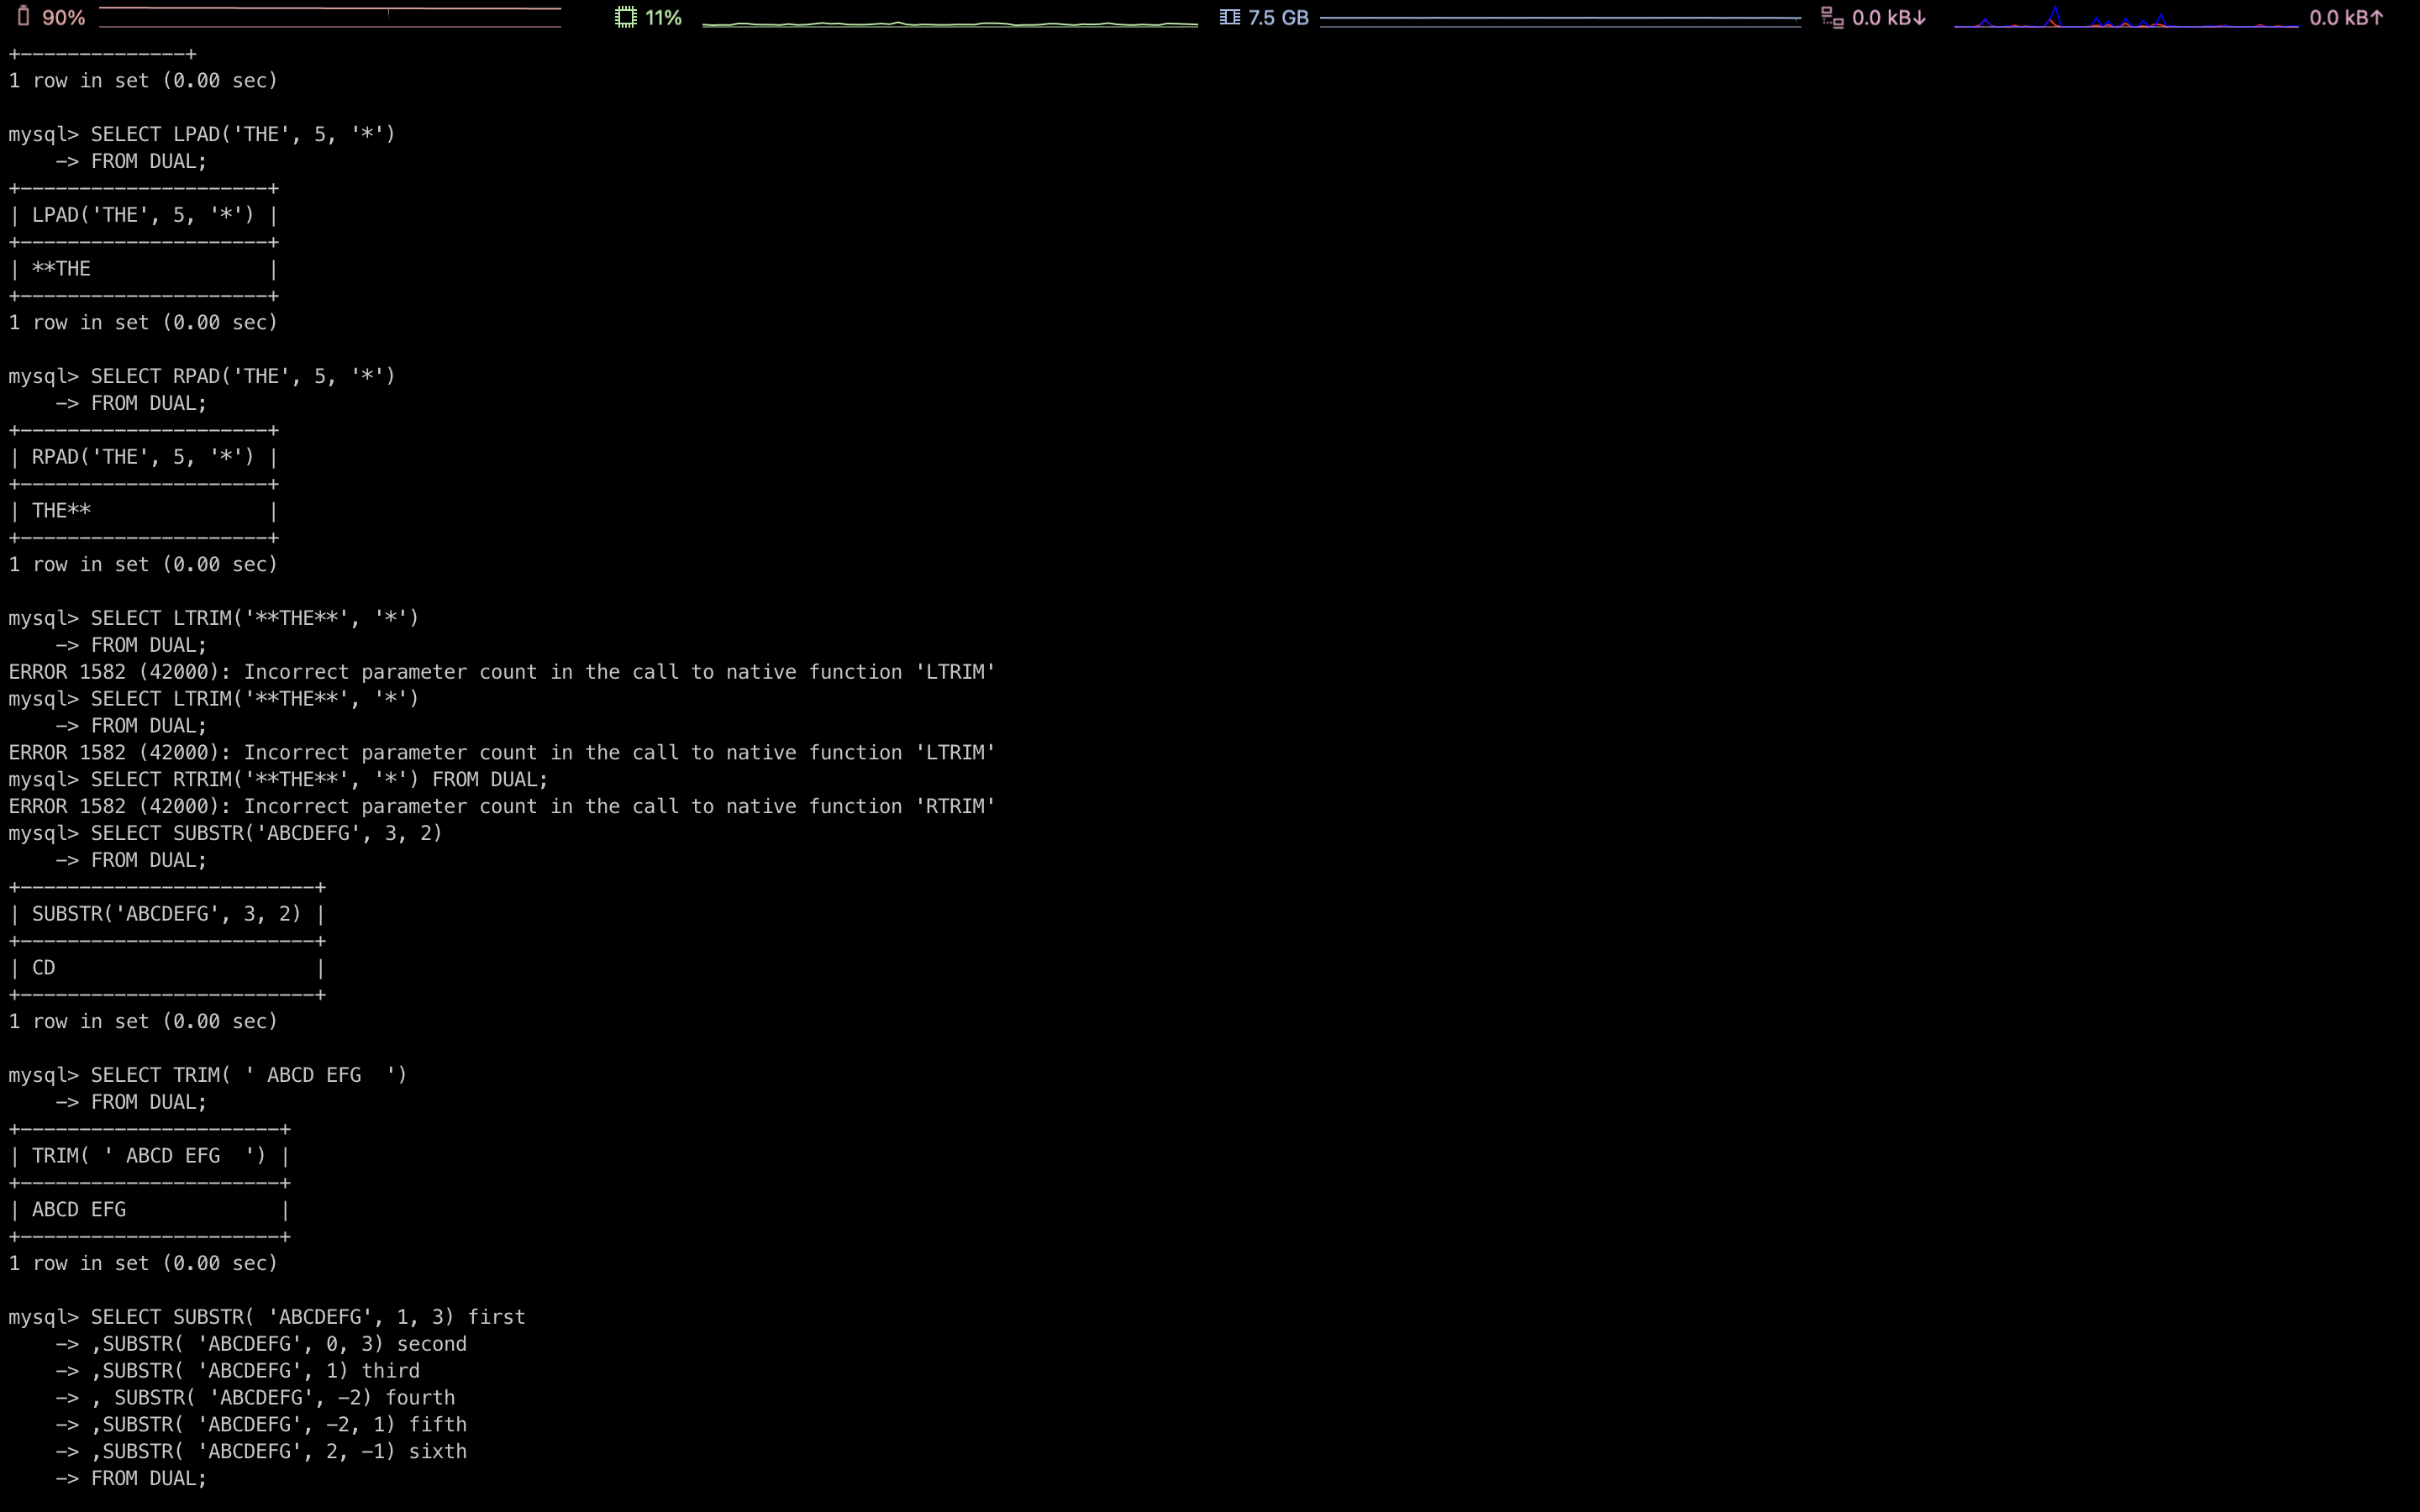 90% 11% 7.5 GB 0.0 kB↓ 0.0 kB↑
+--------------+
1 row in set (0.00 sec)
mysql> SELECT LPAD('THE', 5, '*')
    -> FROM DUAL;
+---------------------+
| LPAD('THE', 5, '*') |
+---------------------+
| **THE               |
+---------------------+
1 row in set (0.00 sec)
mysql> SELECT RPAD('THE', 5, '*')
    -> FROM DUAL;
+---------------------+
| RPAD('THE', 5, '*') |
+---------------------+
| THE**               |
+---------------------+
1 row in set (0.00 sec)
mysql> SELECT LTRIM('**THE**', '*')
    -> FROM DUAL;
ERROR 1582 (42000): Incorrect parameter count in the call to native function 'LTRIM'
mysql> SELECT LTRIM('**THE**', '*')
    -> FROM DUAL;
ERROR 1582 (42000): Incorrect parameter count in the call to native function 'LTRIM'
mysql> SELECT RTRIM('**THE**', '*') FROM DUAL;
ERROR 1582 (42000): Incorrect parameter count in the call to native function 'RTRIM'
mysql> SELECT SUBSTR('ABCDEFG', 3, 2)
    -> FROM DUAL;
+-------------------------+
| SUBSTR('ABCDEFG', 3, 2) |
+-------------------------+
| CD                      |
+-------------------------+
1 row in set (0.00 sec)
mysql> SELECT TRIM( ' ABCD EFG  ')
    -> FROM DUAL;
+----------------------+
| TRIM( ' ABCD EFG  ') |
+----------------------+
| ABCD EFG             |
+----------------------+
1 row in set (0.00 sec)
mysql> SELECT SUBSTR( 'ABCDEFG', 1, 3) first
    -> ,SUBSTR( 'ABCDEFG', 0, 3) second
    -> ,SUBSTR( 'ABCDEFG', 1) third
    -> , SUBSTR( 'ABCDEFG', -2) fourth
    -> ,SUBSTR( 'ABCDEFG', -2, 1) fifth
    -> ,SUBSTR( 'ABCDEFG', 2, -1) sixth
    -> FROM DUAL;